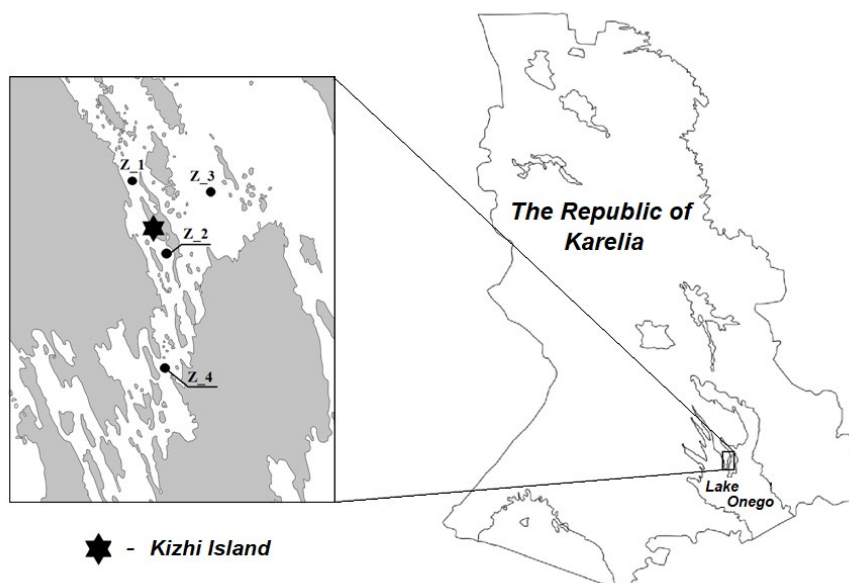 Z_1
Z_3
Z_2
Z_4
The Republic of
Karelia
Lake
Onego
- Kizhi Island